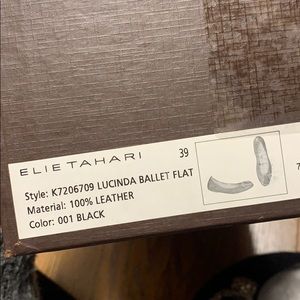 ELIE TAHARI 39
Style: K7206709 LUCINDA BALLET FLAT
Material: 100% LEATHER
Color: 001 BLACK